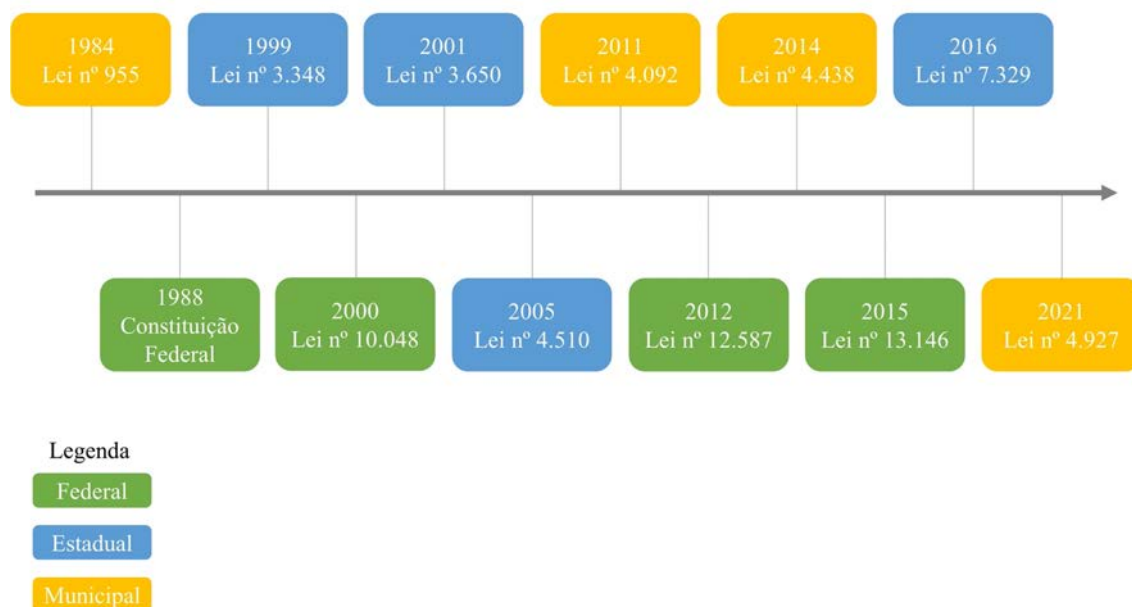 1984
Lei nº 955
1999
Lei nº 3.348
2001
Lei nº 3.650
2011
Lei nº 4.092
2014
Lei nº 4.438
2016
Lei nº 7.329
1988
Constituição
Federal
2000
Lei nº 10.048
2005
Lei nº 4.510
2012
Lei nº 12.587
2015
Lei nº 13.146
2021
Lei nº 4.927
Legenda
Federal
Estadual
Municipal